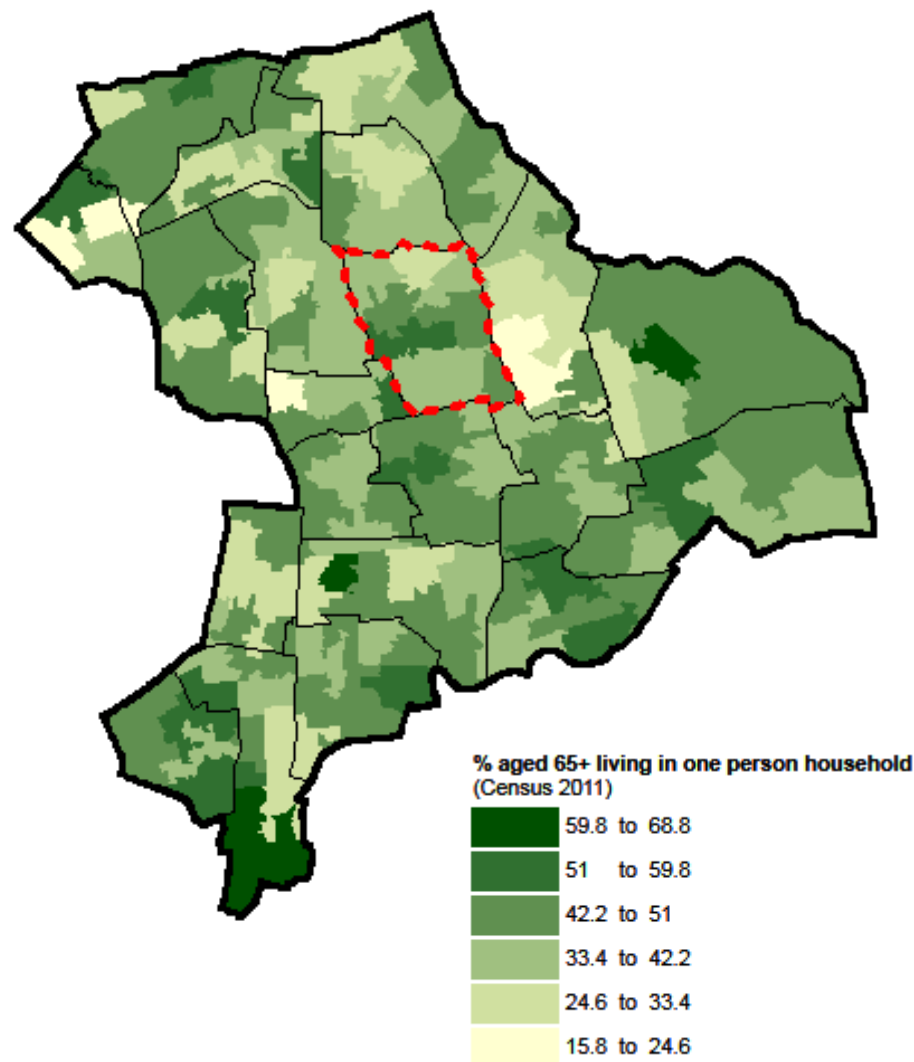 % aged 65+ living in one person household
(Census 2011)
59.8 to 68.8
51 to 59.8
42.2 to 51
33.4 to 42.2
24.6 to 33.4
15.8 to 24.6